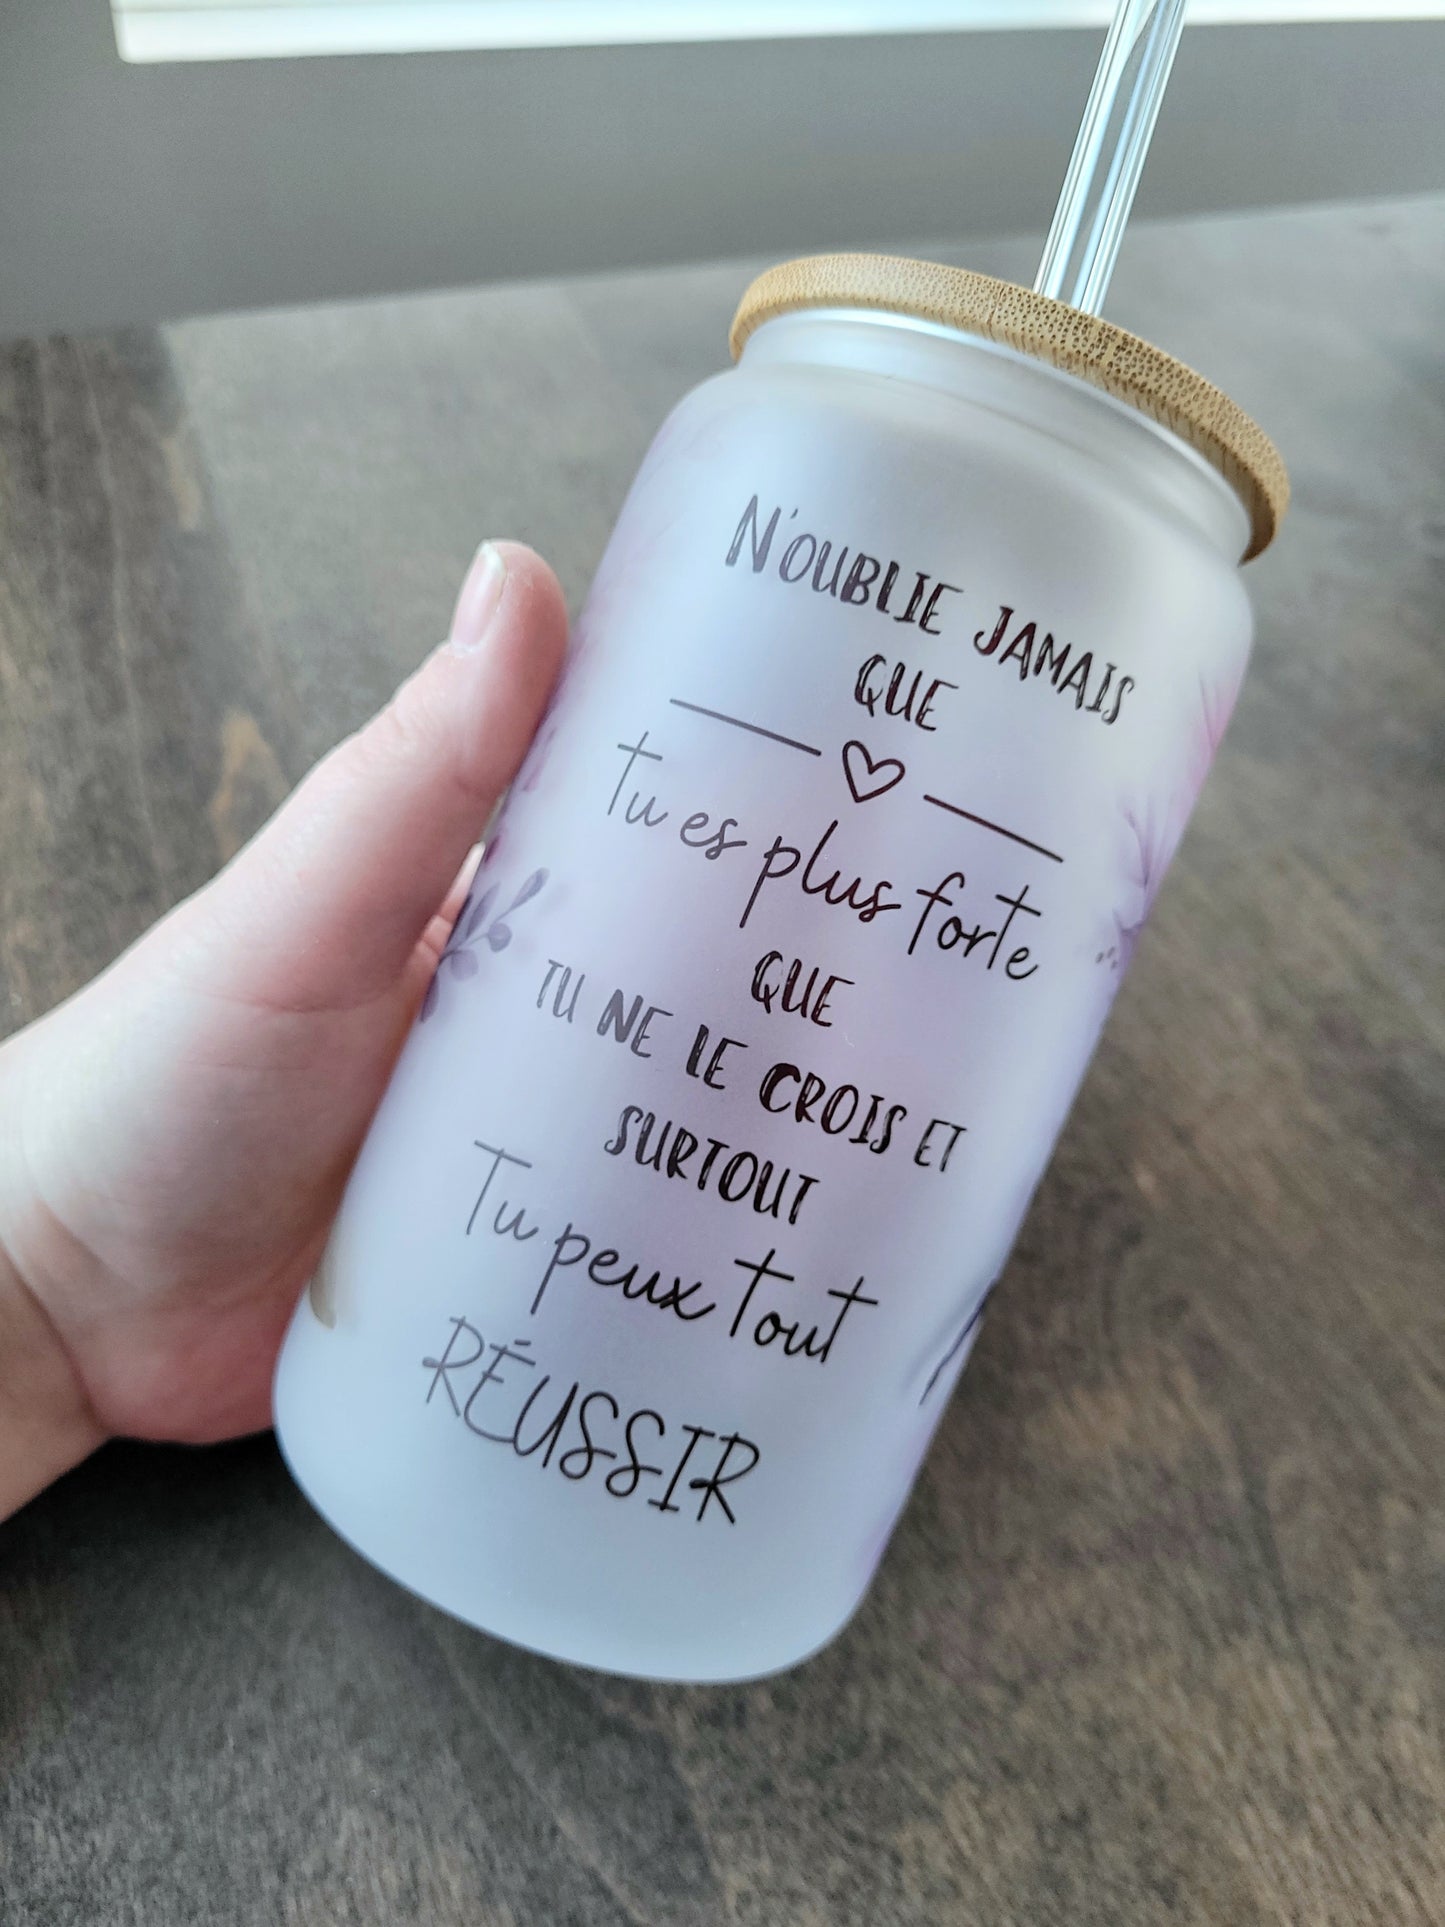 N'OUBLIE JAMAIS
QUE
Tu es plus forte
QUE
TU NE LE CROIS ET
SURTOUT
Tu peux tout
RÉUSSIR